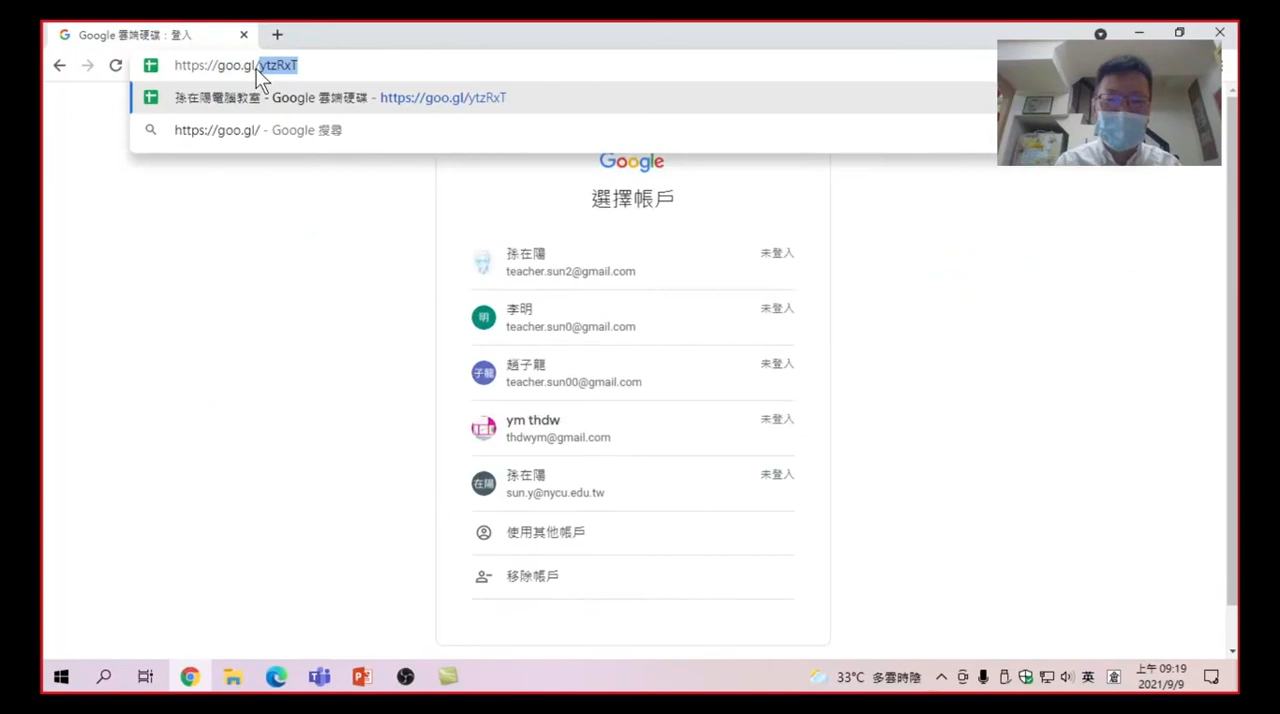 Google 雲端硬碟：登入
https://goo.gl/ytzRxT
孫在陽電腦教室 - Google 雲端硬碟 - https://goo.gl/ytzRxT
https://goo.gl/ - Google 搜尋
Google
選擇帳戶
孫在陽 未登入
teacher.sun2@gmail.com
明 李明 未登入
teacher.sun0@gmail.com
子龍 趙子龍 未登入
teacher.sun00@gmail.com
ym thdw 未登入
thdwym@gmail.com
在陽 孫在陽 未登入
sun.y@nycu.edu.tw
使用其他帳戶
移除帳戶
33°C 多雲時陰 英 倉 上午 09:19
2021/9/9